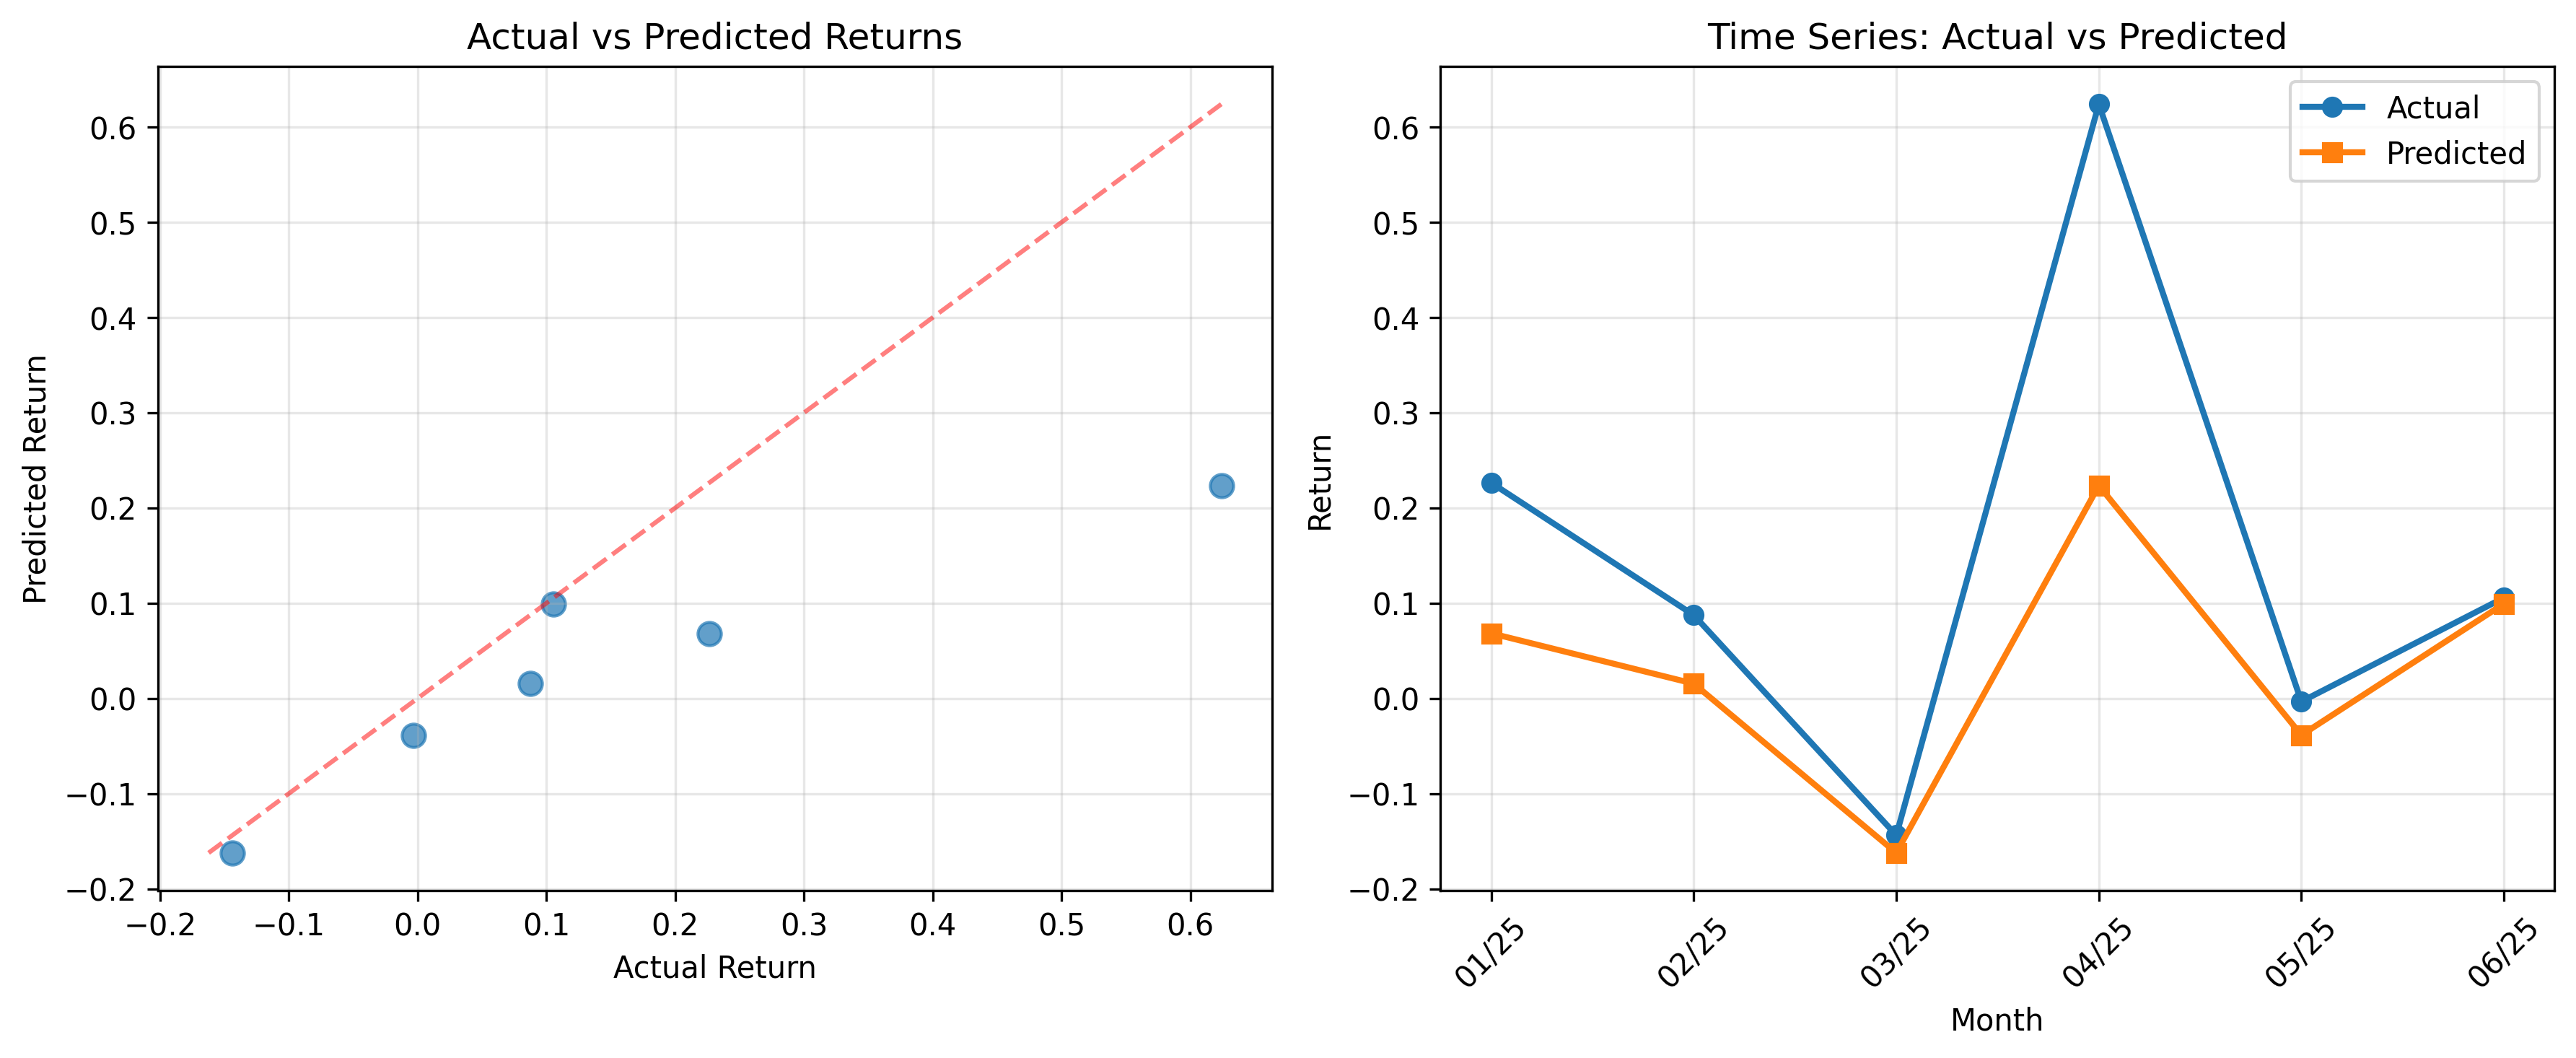 Actual vs Predicted Returns
0.6
0.5
0.4
0.3
0.2
0.1
0.0
−0.1
−0.2
Predicted Return
−0.2 −0.1 0.0 0.1 0.2 0.3 0.4 0.5 0.6
Actual Return
Time Series: Actual vs Predicted
Actual
Predicted
0.6
0.5
0.4
0.3
0.2
0.1
0.0
−0.1
−0.2
Return
01/25 02/25 03/25 04/25 05/25 06/25
Month